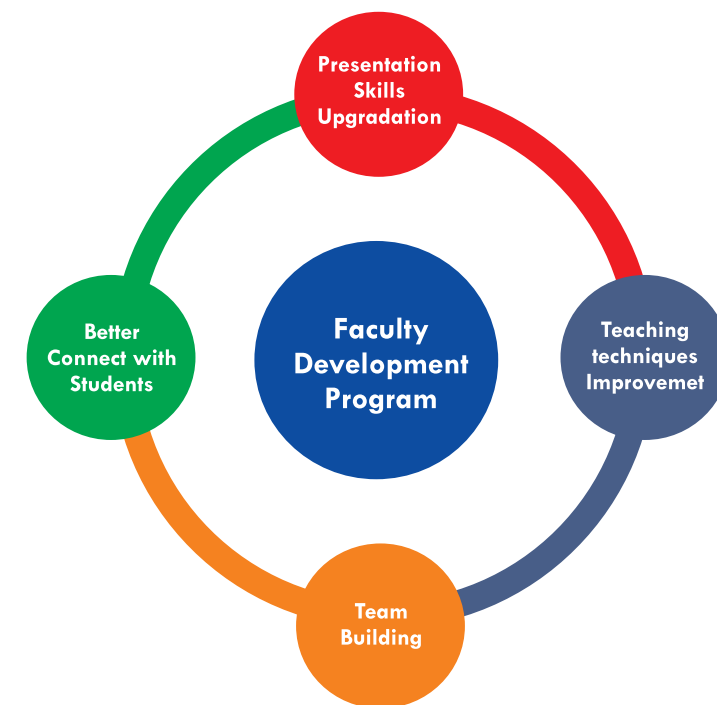 Presentation
Skills
Upgradation
Better
Connect with
Students
Faculty
Development
Program
Teaching
techniques
Improvemet
Team
Building